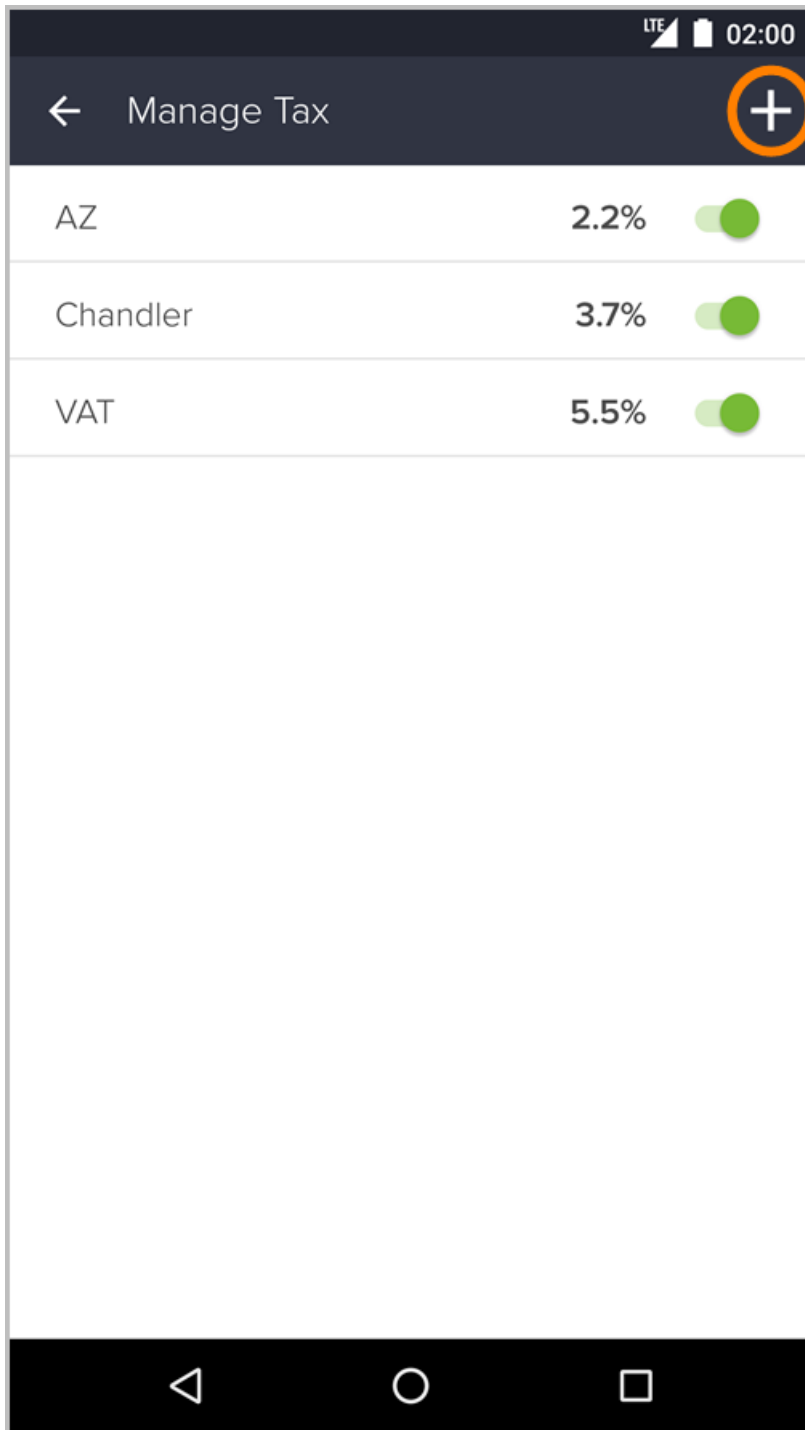 LTE 02:00
Manage Tax
AZ 2.2%
Chandler 3.7%
VAT 5.5%